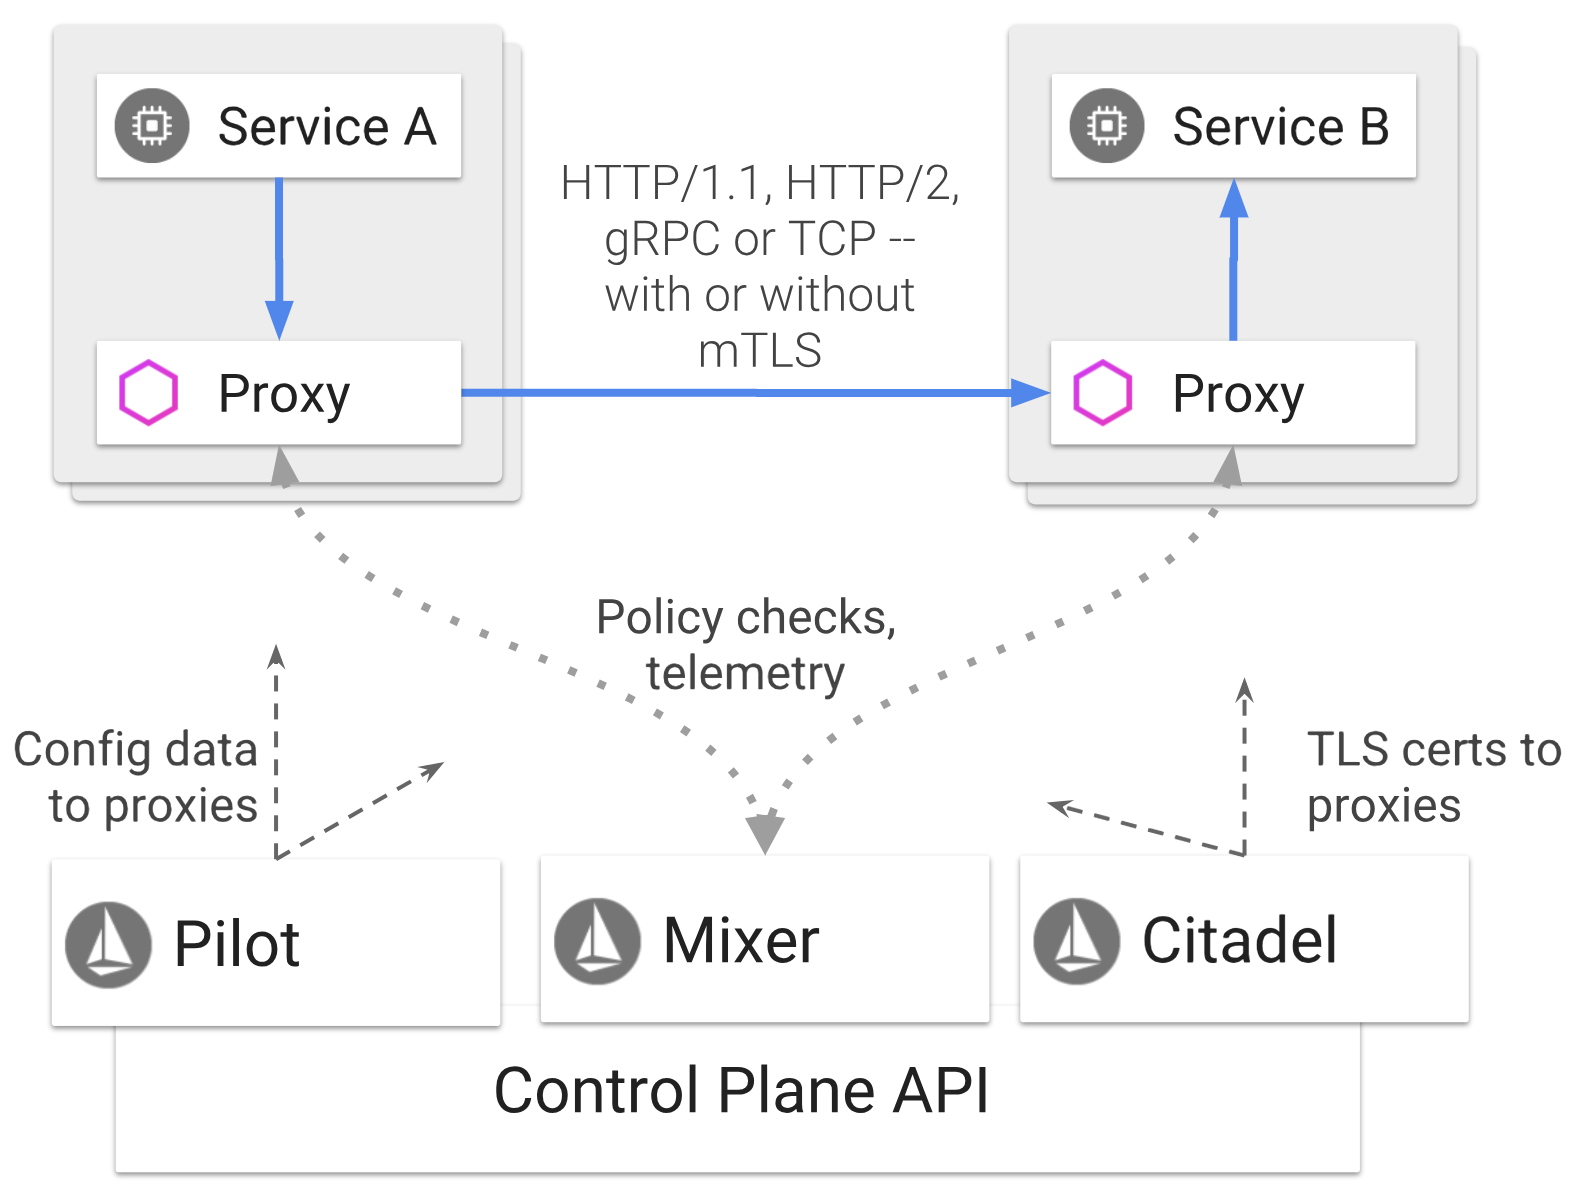 Service A
Service B
HTTP/1.1, HTTP/2,
gRPC or TCP --
with or without
mTLS
Proxy
Proxy
Policy checks,
telemetry
Config data
to proxies
TLS certs to
proxies
Pilot
Mixer
Citadel
Control Plane API